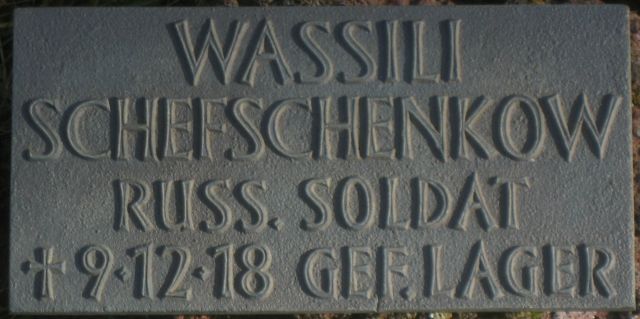 WASSILI
SCHEFSCHENKOW
RUSS. SOLDAT
+ 9·12·18 GEF. LAGER